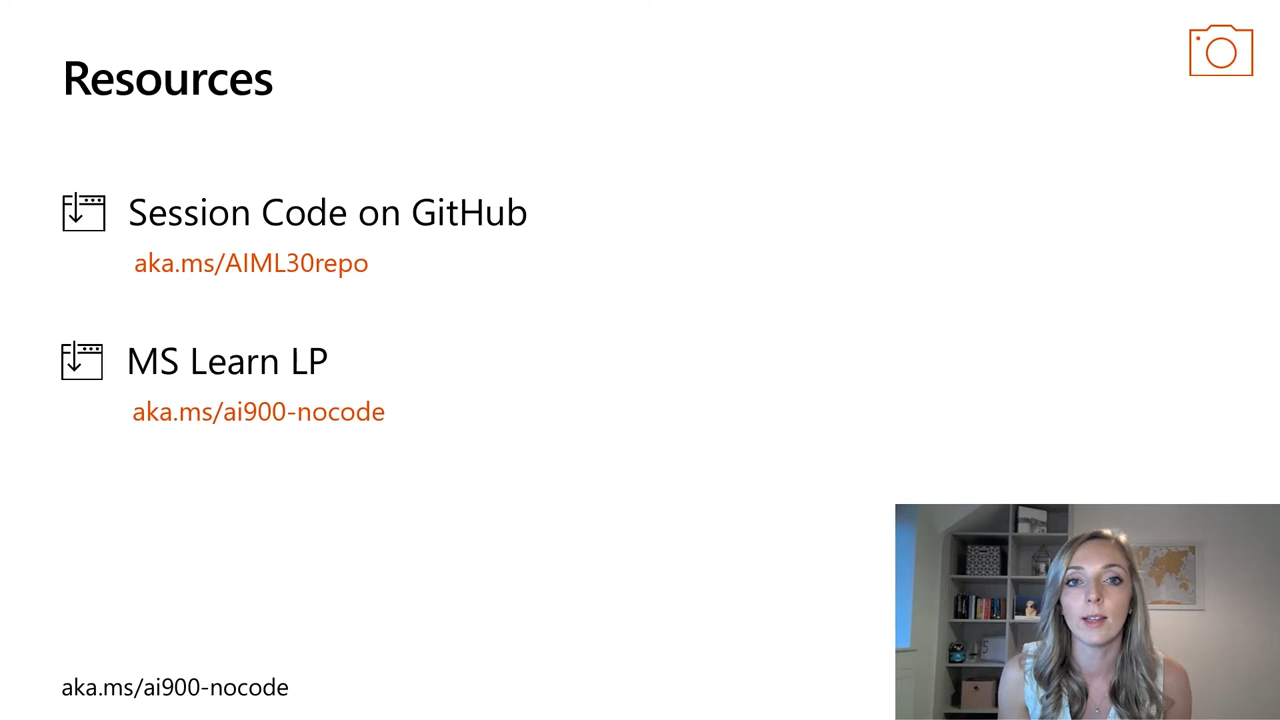 Resources
Session Code on GitHub
aka.ms/AIML30repo
MS Learn LP
aka.ms/ai900-nocode
aka.ms/ai900-nocode